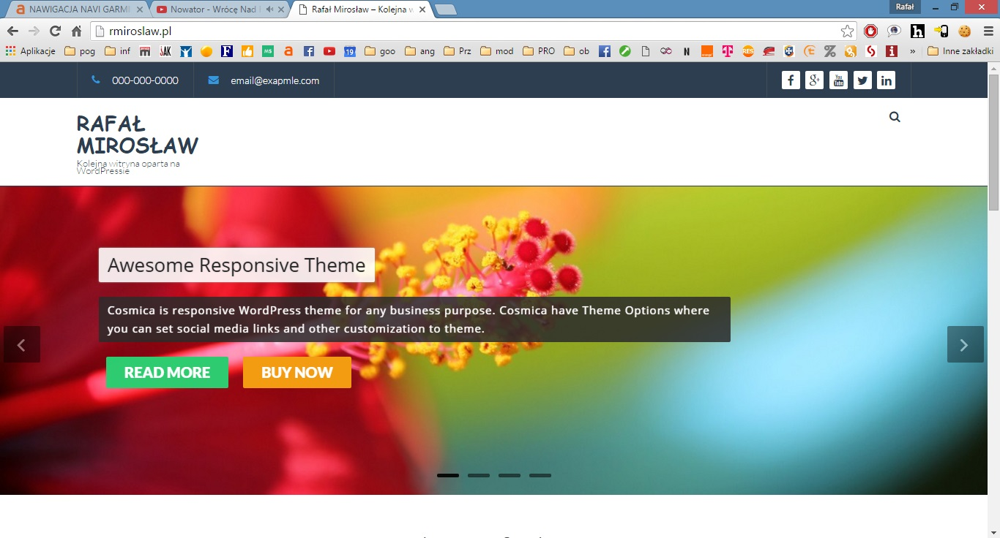 NAWIGACJA NAVI GARMI
Nowator - Wrócę Nad
Rafał Mirosław – Kolejna w
Rafał
rmiroslaw.pl
Aplikacje pog inf goo ang Prz mod PRO ob » Inne zakładki
000-000-0000 email@exapmle.com
RAFAŁ
MIROSŁAW
Kolejna witryna oparta na
WordPressie
Awesome Responsive Theme
Cosmica is responsive WordPress theme for any business purpose. Cosmica have Theme Options where
you can set social media links and other customization to theme.
READ MORE BUY NOW